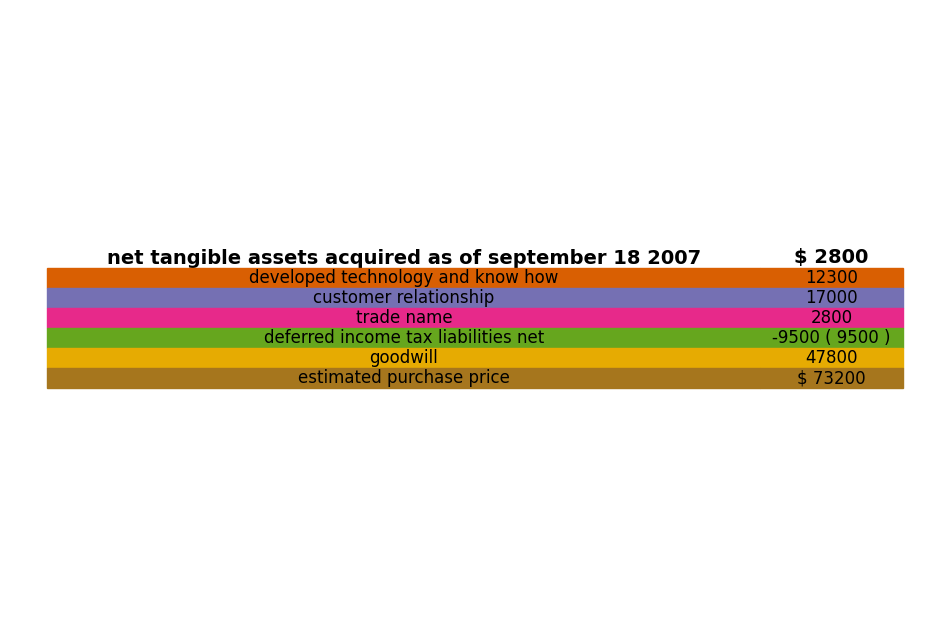 net tangible assets acquired as of september 18 2007 $ 2800
developed technology and know how 12300
customer relationship 17000
trade name 2800
deferred income tax liabilities net -9500 ( 9500 )
goodwill 47800
estimated purchase price $ 73200